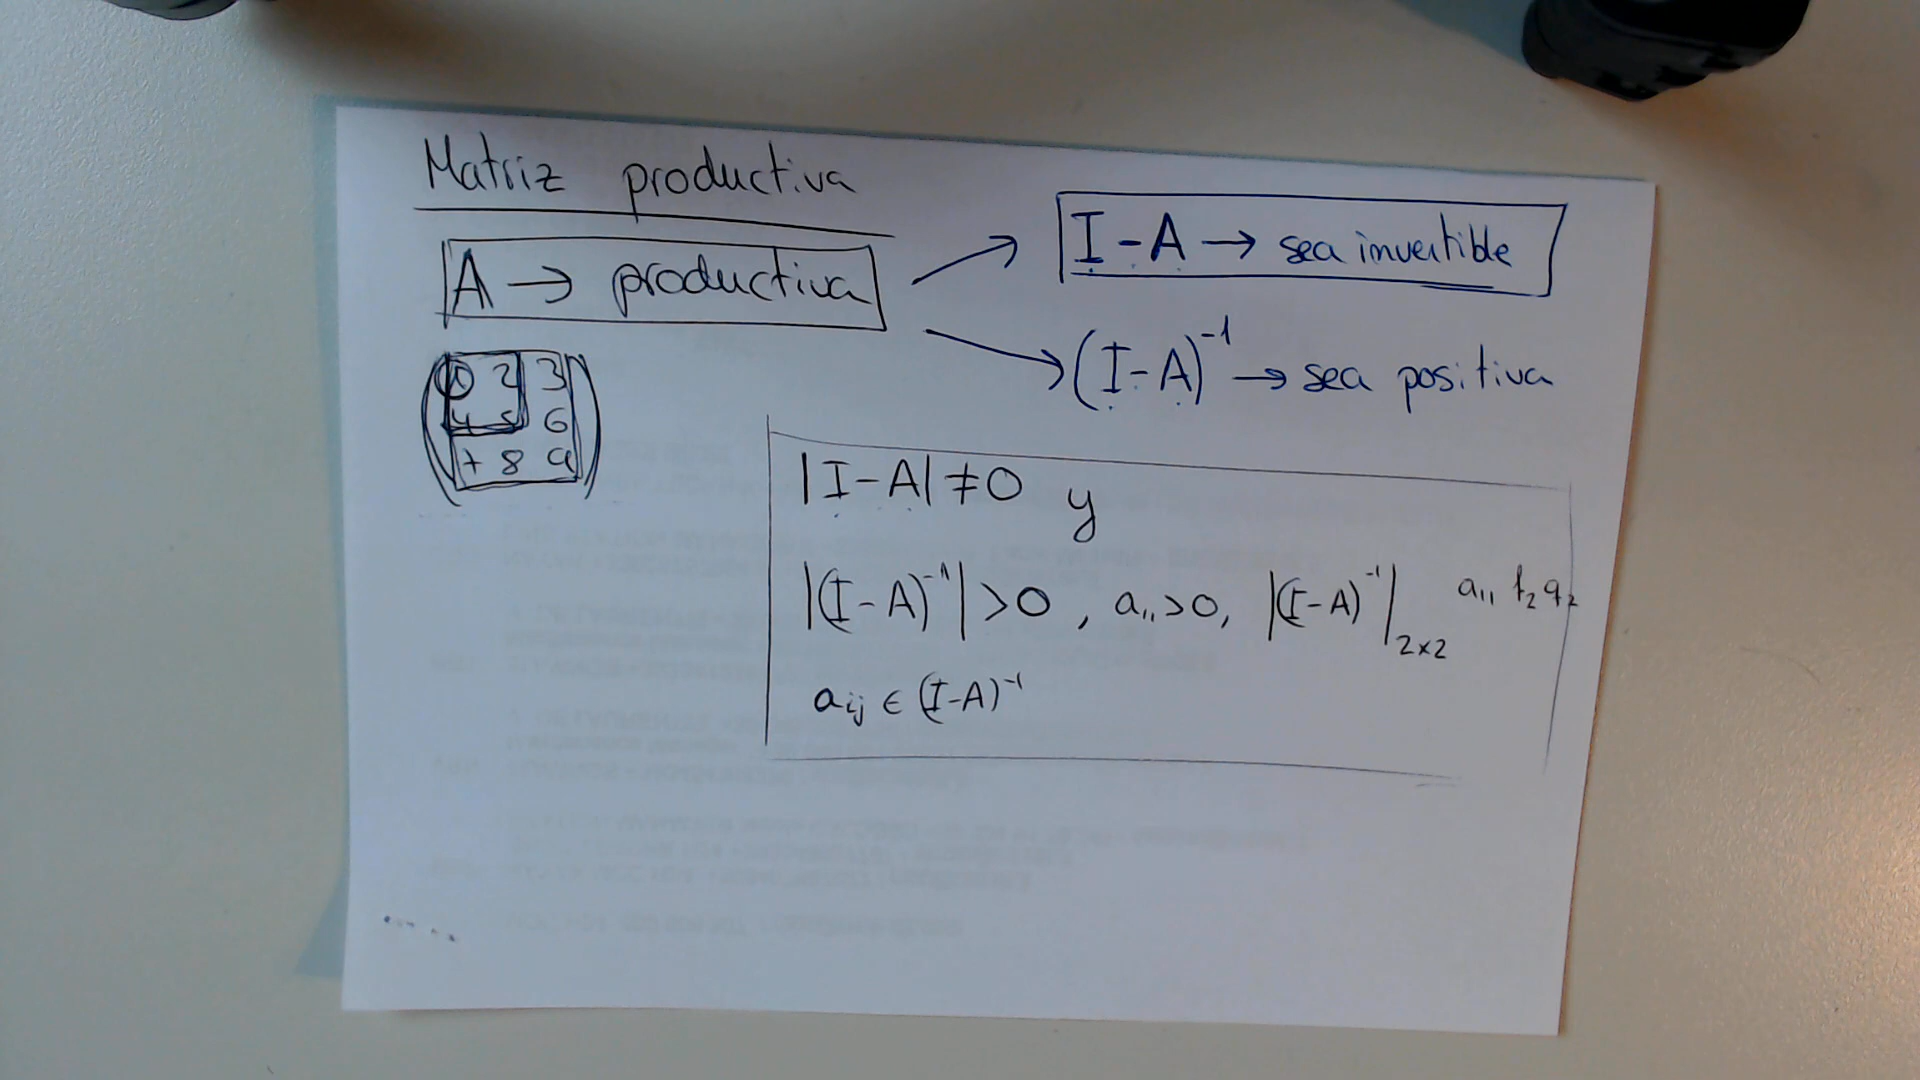 Matriz productiva
A → productiva
I - A → sea invertible
(I - A)⁻¹ → sea positiva
1 2 3
4 5 6
7 8 9
|I - A| ≠ 0 y
|(I - A)⁻¹| > 0, a₁₁ > 0, |(I - A)⁻¹|₂ₓ₂ a₁₁
aᵢⱼ ∈ (I - A)⁻¹